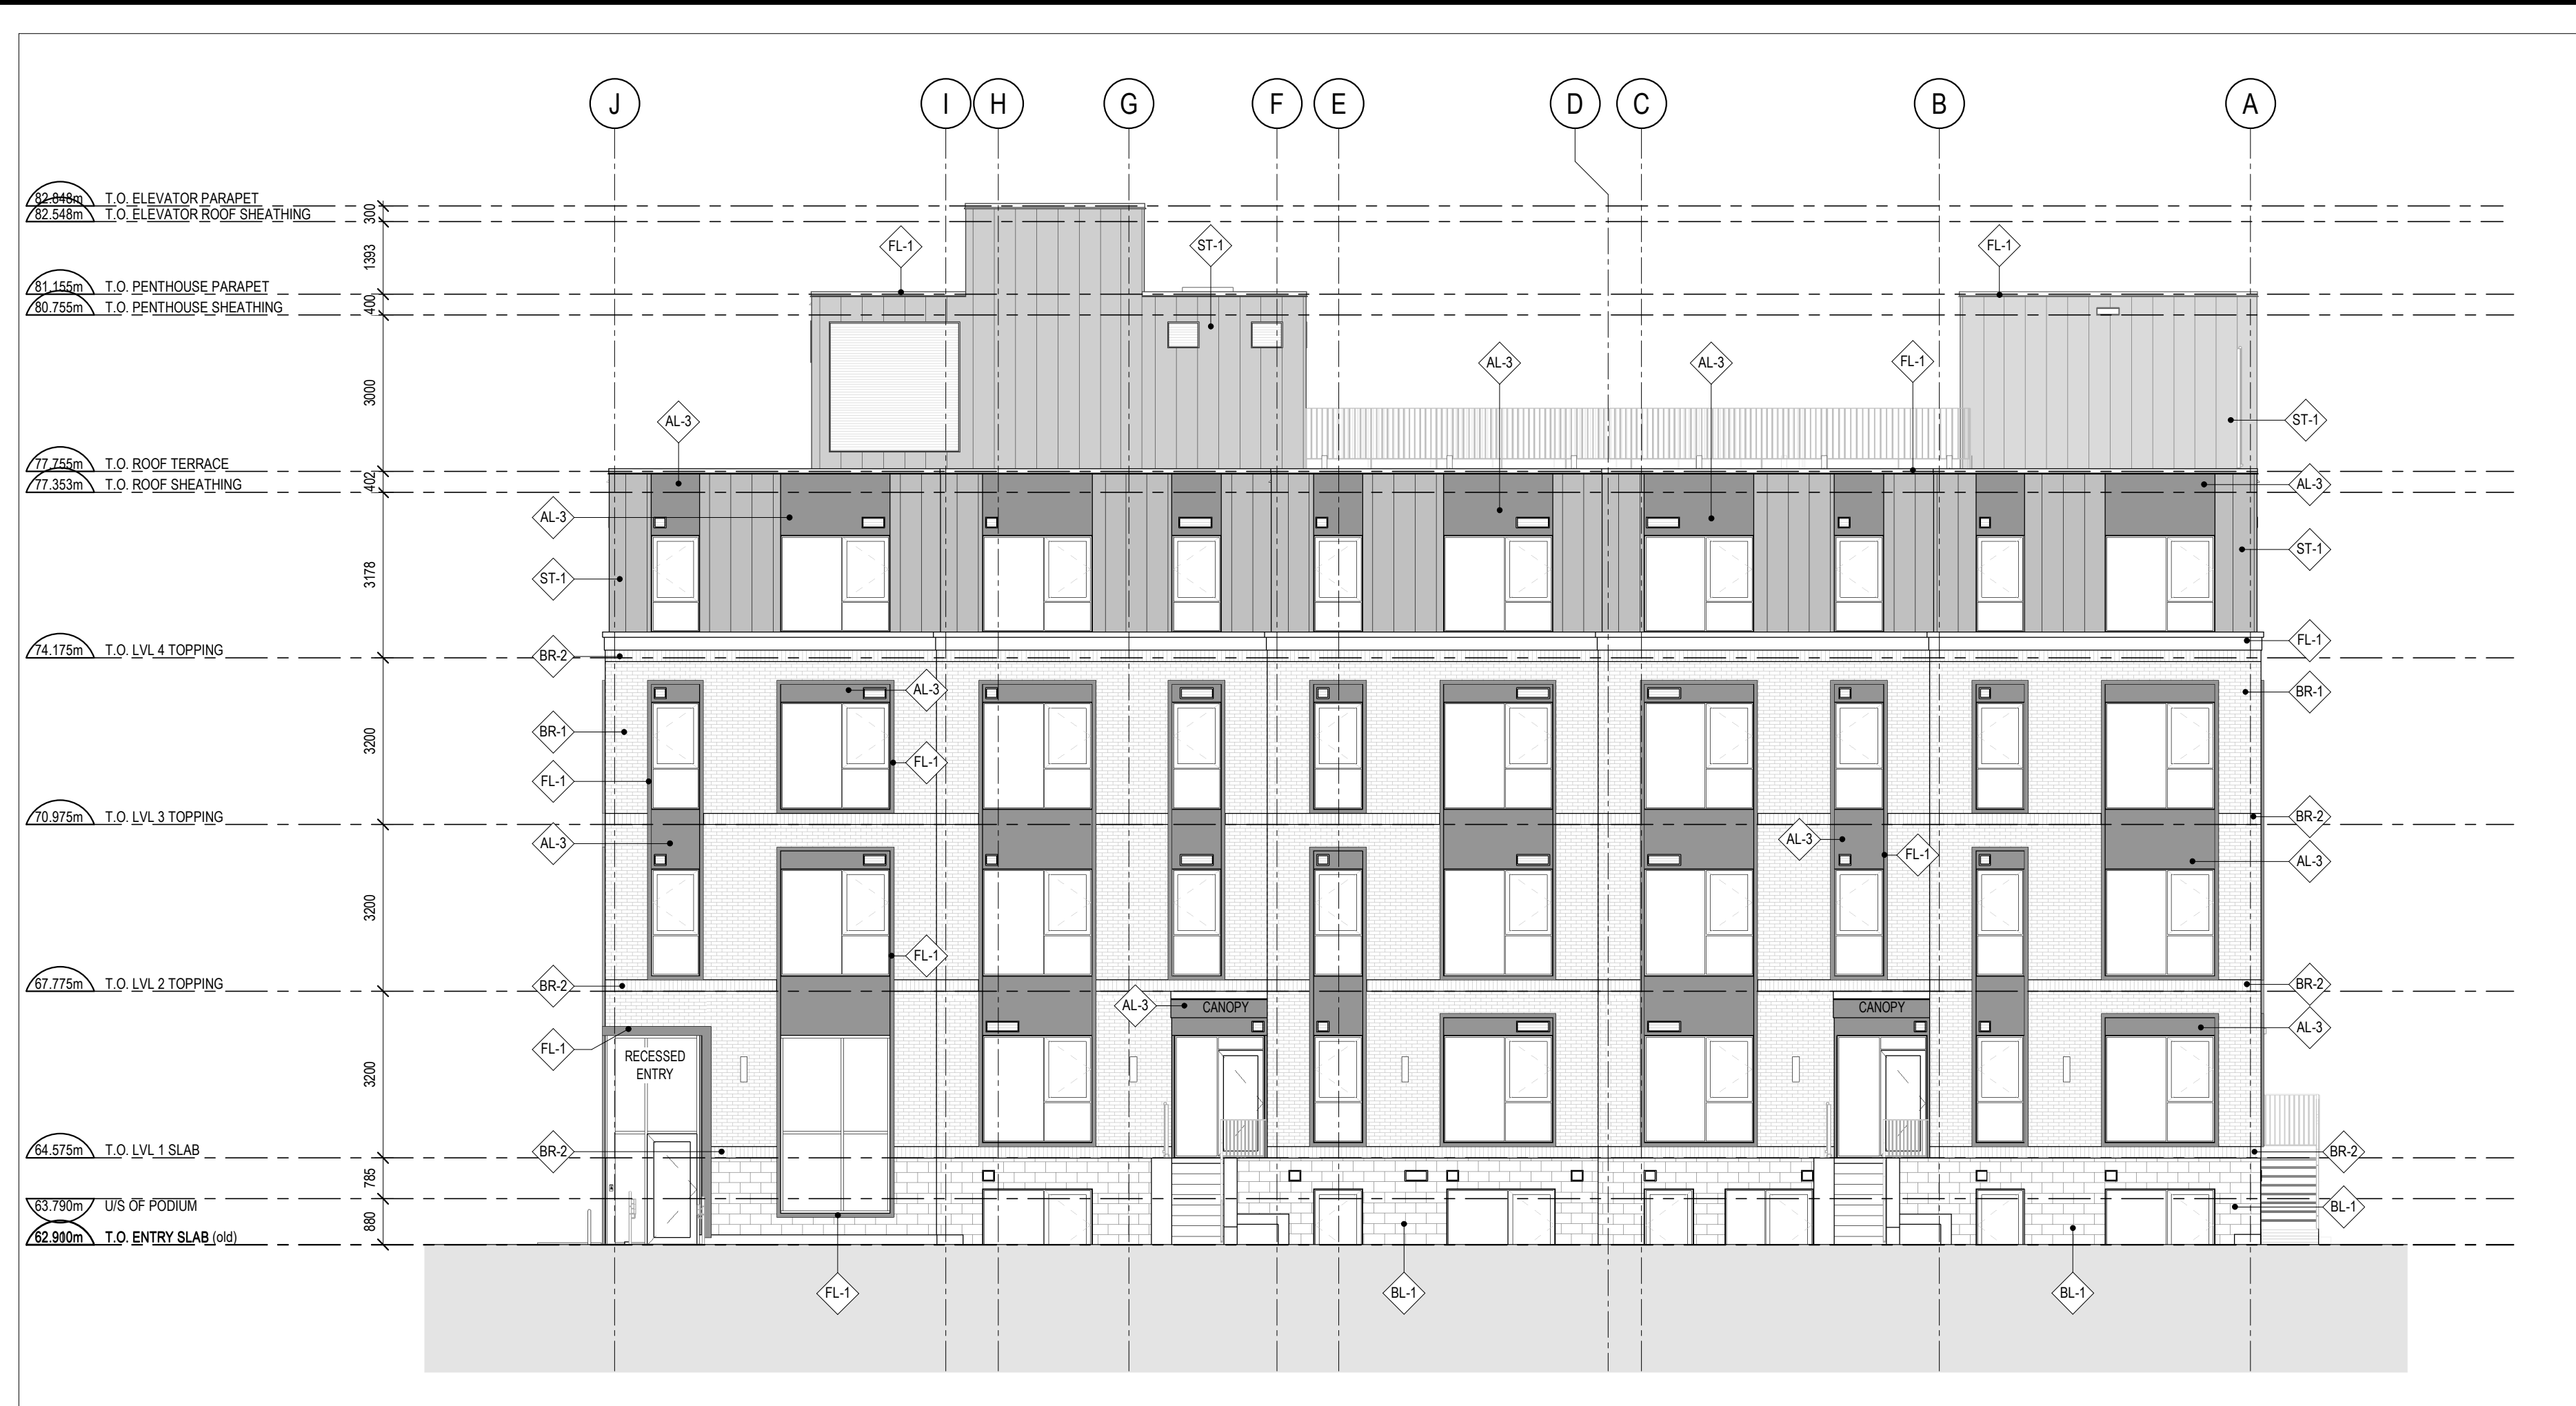 J I H G F E D C B A
82.848m T.O. ELEVATOR PARAPET
82.548m T.O. ELEVATOR ROOF SHEATHING
300
FL-1 ST-1 FL-1
1393
81.155m T.O. PENTHOUSE PARAPET
80.755m T.O. PENTHOUSE SHEATHING
400
AL-3 AL-3 FL-1
3000
AL-3 ST-1
77.755m T.O. ROOF TERRACE
77.353m T.O. ROOF SHEATHING
402
AL-3
AL-3
ST-1
3178
ST-1
FL-1
74.175m T.O. LVL 4 TOPPING
BR-2
AL-3 BR-1
BR-1
3200
FL-1
FL-1
70.975m T.O. LVL 3 TOPPING
BR-2
AL-3 AL-3
FL-1 AL-3
3200
FL-1
67.775m T.O. LVL 2 TOPPING
BR-2 BR-2
AL-3 CANOPY CANOPY
AL-3
FL-1
RECESSED
ENTRY
3200
64.575m T.O. LVL 1 SLAB
BR-2 BR-2
785
63.790m U/S OF PODIUM
BL-1
880
62.900m T.O. ENTRY SLAB (old)
FL-1 BL-1 BL-1